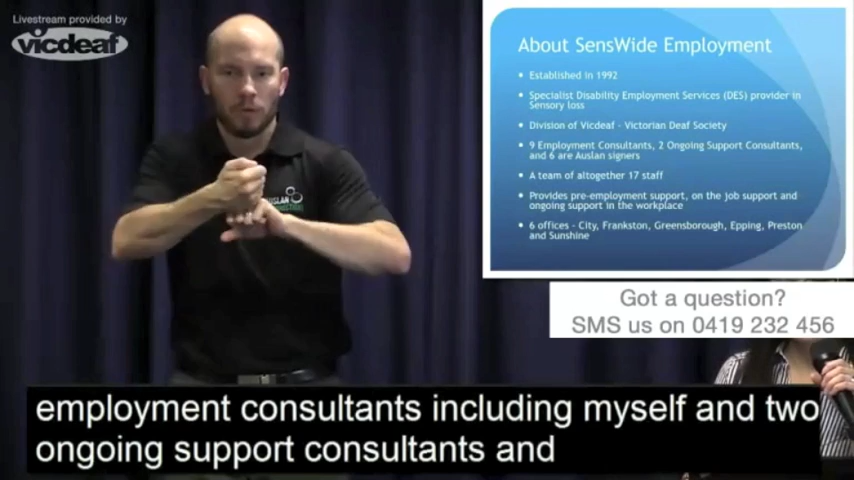 Livestream provided by
vicdeaf
About SensWide Employment
• Established in 1992
• Specialist Disability Employment Services (DES) provider in
Sensory loss
• Division of Vicdeaf - Victorian Deaf Society
• 9 Employment Consultants, 2 Ongoing Support Consultants,
and 6 are Auslan signers
• A team of altogether 17 staff
• Provides pre-employment support, on the job support and
ongoing support in the workplace
• 6 offices - City, Frankston, Greensborough, Epping, Preston
and Sunshine
Got a question?
SMS us on 0419 232 456
employment consultants including myself and two
ongoing support consultants and